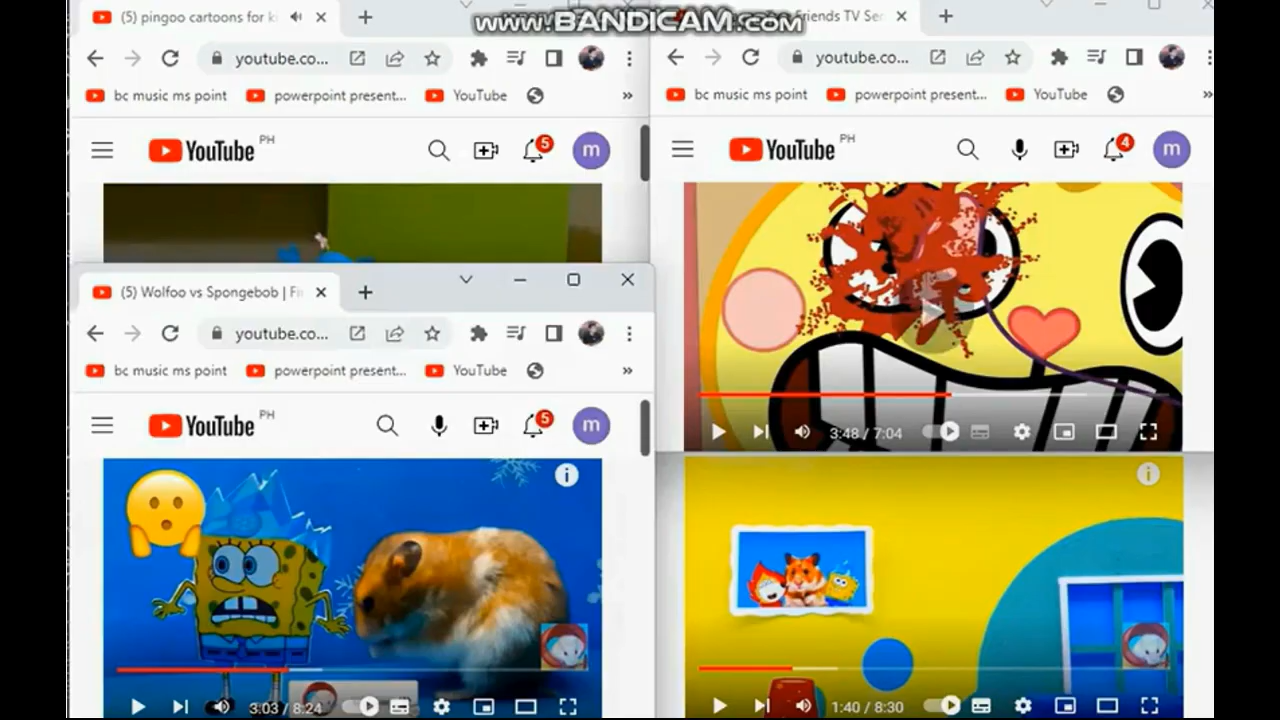 (5) pingoo cartoons for ki
www.BANDICAM.com
Friends TV Ser
youtube.co...
youtube.co...
bc music ms point
powerpoint present...
YouTube
»
bc music ms point
powerpoint present...
YouTube
»
YouTube PH
5
m
YouTube PH
4
m
(5) Wolfoo vs Spongebob | Fi
youtube.co...
bc music ms point
powerpoint present...
YouTube
»
YouTube PH
5
m
3:48 / 7:04
3:03 / 8:24
1:40 / 8:30